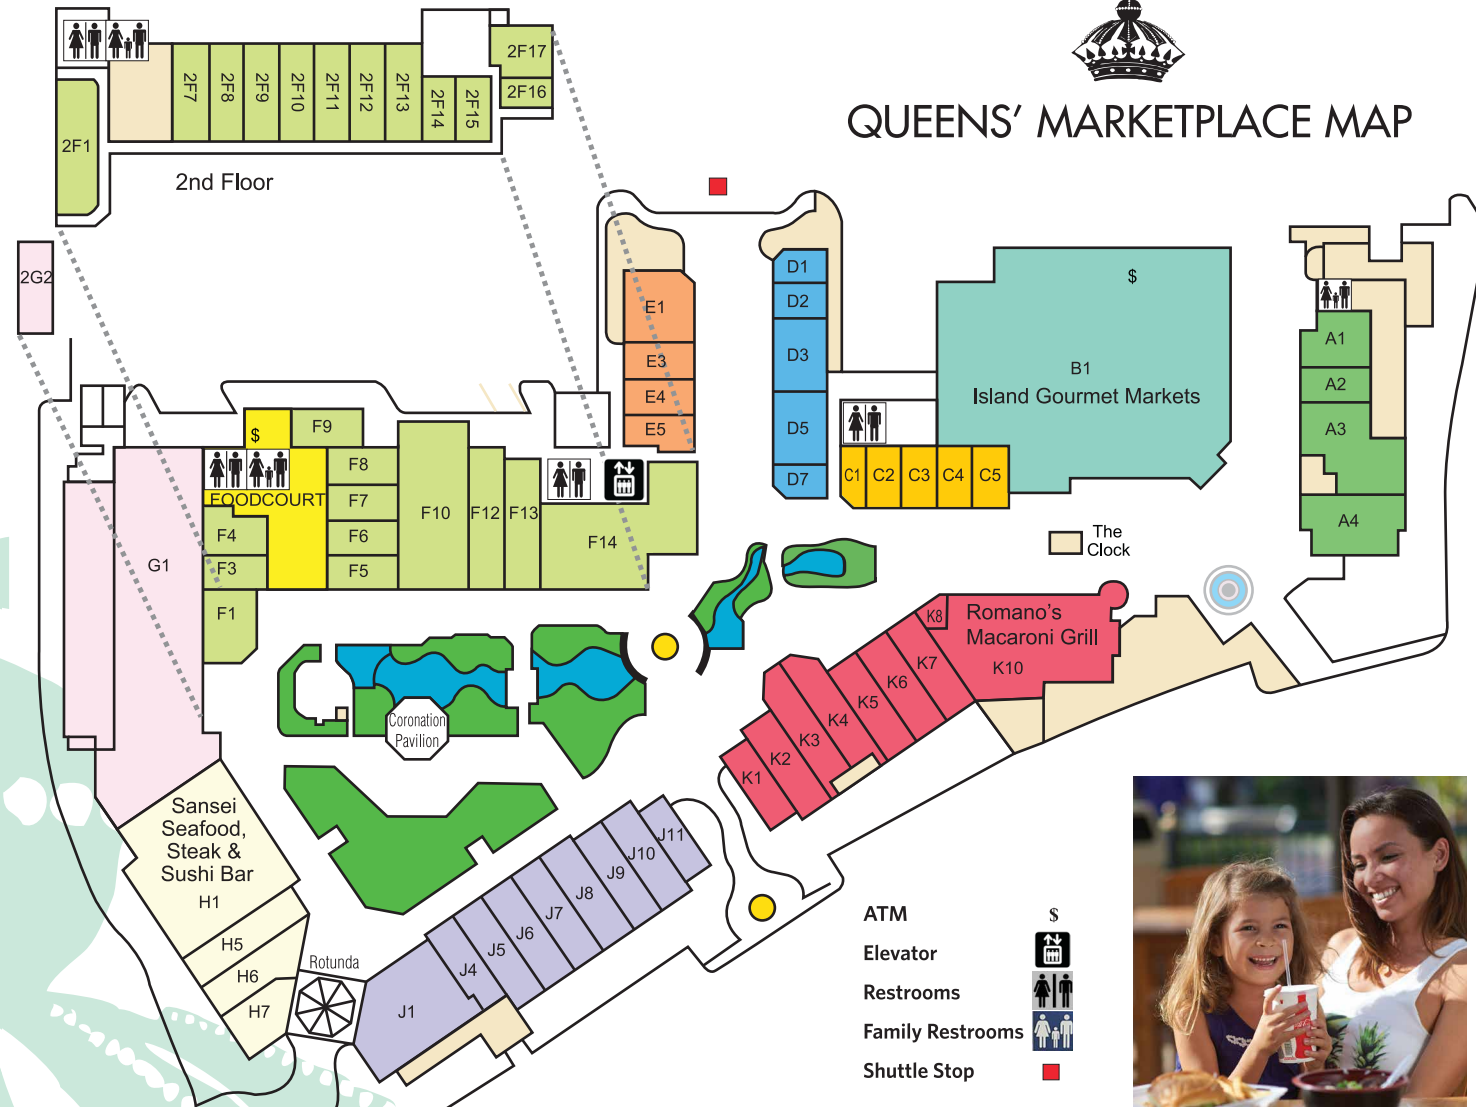 QUEENS’ MARKETPLACE MAP
2F17
2F16
2F7
2F8
2F9
2F10
2F11
2F12
2F13
2F14
2F15
2F1
2nd Floor
2G2
E1
E3
E4
E5
D1
D2
D3
D5
D7
$
B1
Island Gourmet Markets
A1
A2
A3
A4
C1
C2
C3
C4
C5
The
Clock
F9
$
F8
F7
F6
F5
FOODCOURT
F4
F3
F1
F10
F12
F13
F14
G1
Coronation
Pavilion
K8
Romano’s
Macaroni Grill
K10
K7
K6
K5
K4
K3
K2
K1
Sansei
Seafood,
Steak &
Sushi Bar
H1
H5
H6
H7
Rotunda
J1
J4
J5
J6
J7
J8
J9
J10
J11
ATM $
Elevator
Restrooms
Family Restrooms
Shuttle Stop